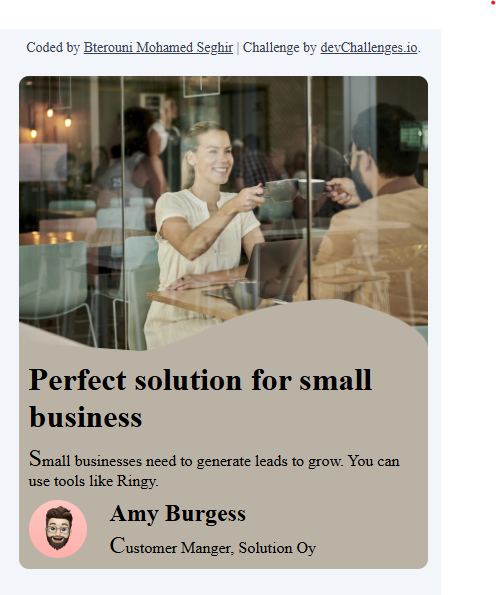 Coded by Bterouni Mohamed Seghir | Challenge by devChallenges.io.
Perfect solution for small
business
Small businesses need to generate leads to grow. You can
use tools like Ringy.
Amy Burgess
Customer Manger, Solution Oy